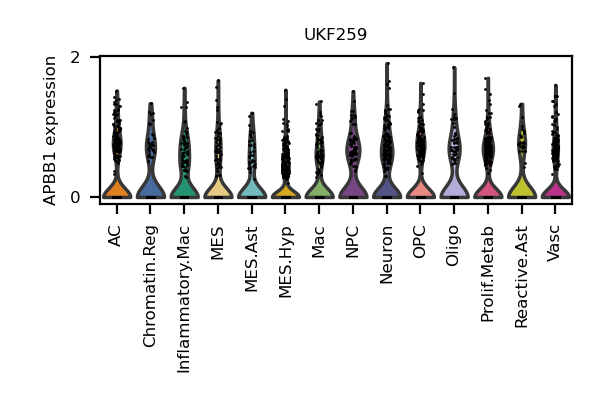 UKF259
APBB1 expression
2
0
AC
Chromatin.Reg
Inflammatory.Mac
MES
MES.Ast
MES.Hyp
Mac
NPC
Neuron
OPC
Oligo
Prolif.Metab
Reactive.Ast
Vasc